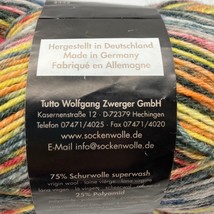 Hergestellt in Deutschland
Made in Germany
Fabriqué en Allemagne
Tutto Wolfgang Zwerger GmbH
Kasernenstraße 12 · D-72379 Hechingen
Telefon 07471/4025 · Fax 07471/4020
www.sockenwolle.de
E-Mail info@sockenwolle.de
75% Schurwolle superwash
25% Polyamid